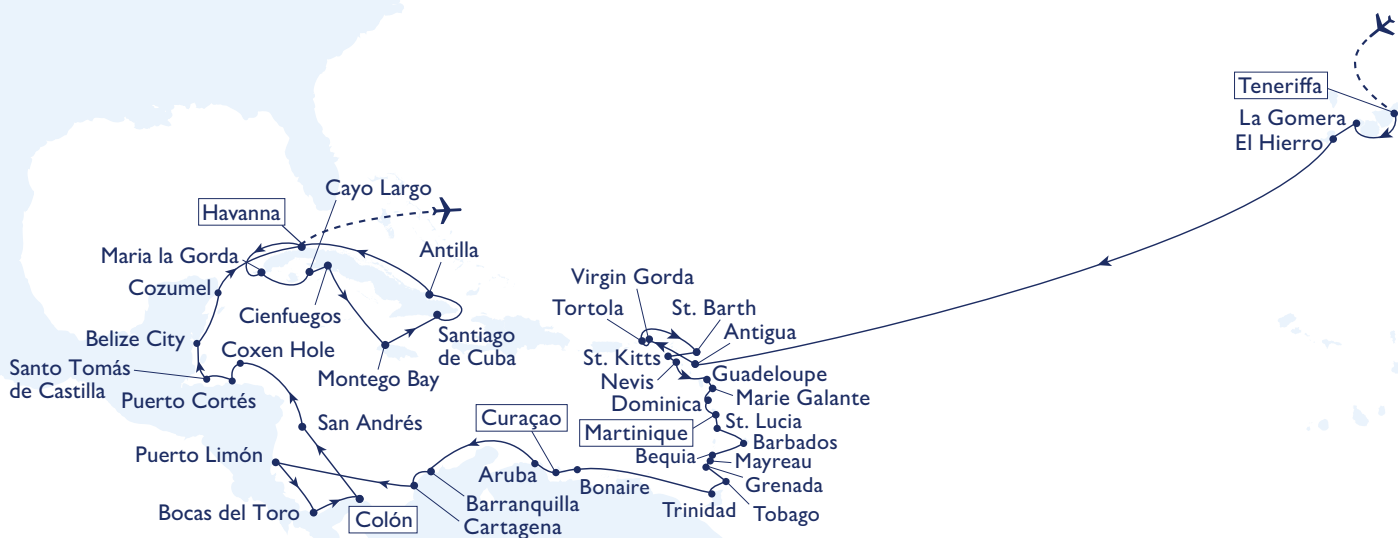 Teneriffa
La Gomera
El Hierro
Cayo Largo
Havanna
Maria la Gorda
Antilla
Cozumel
Cienfuegos
Belize City
Santiago
de Cuba
Coxen Hole
Montego Bay
Santo Tomás
de Castilla
Puerto Cortés
Virgin Gorda
Tortola
St. Barth
Antigua
St. Kitts
Nevis
Guadeloupe
Marie Galante
Dominica
St. Lucia
Martinique
Barbados
Bequia
Mayreau
Grenada
Tobago
Trinidad
Curaçao
Bonaire
Aruba
Barranquilla
Cartagena
San Andrés
Puerto Limón
Bocas del Toro
Colón